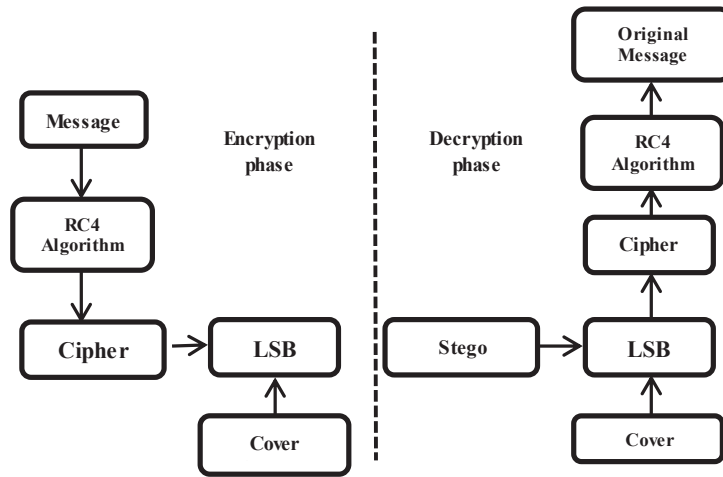 Message
RC4
Algorithm
Cipher
LSB
Cover
Encryption
phase
Decryption
phase
Original
Message
RC4
Algorithm
Cipher
Stego
LSB
Cover